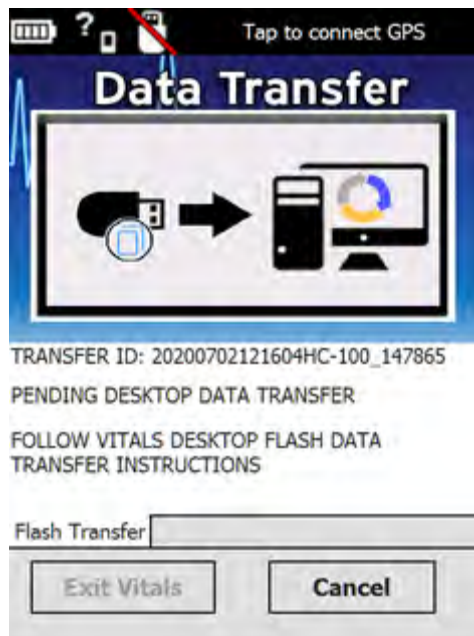 ? Tap to connect GPS
Data Transfer
TRANSFER ID: 20200702121604HC-100_147865
PENDING DESKTOP DATA TRANSFER
FOLLOW VITALS DESKTOP FLASH DATA
TRANSFER INSTRUCTIONS
Flash Transfer
Exit Vitals Cancel